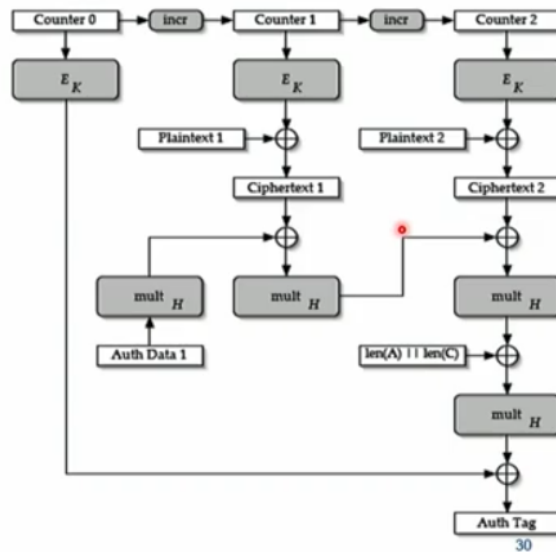 Counter 0
incr
Counter 1
incr
Counter 2
E K
E K
E K
Plaintext 1
Plaintext 2
Ciphertext 1
Ciphertext 2
mult H
mult H
mult H
Auth Data 1
len(A) || len(C)
mult H
Auth Tag
30